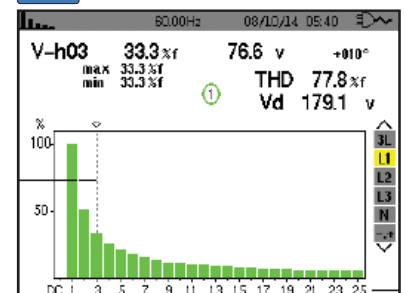 60.00Hz 08/10/14 05:40
V-h03 33.3 %f 76.6 V +010°
max 33.3 %f
min 33.3 %f
1
THD 77.8 %f
Vd 179.1 V
%
100
50
3L
L1
L2
L3
N
-.+
DC 1 3 5 7 9 11 13 15 17 19 21 23 25